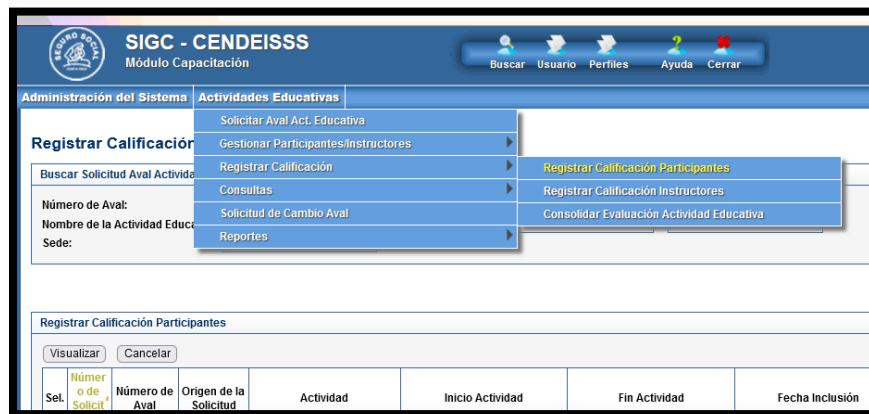 SEGURO SOCIAL
SIGC - CENDEISSS
Módulo Capacitación
Buscar Usuario Perfiles Ayuda Cerrar
Administración del Sistema Actividades Educativas
Solicitar Aval Act. Educativa
Registrar Calificación
Gestionar Participantes/Instructores
Buscar Solicitud Aval Activida
Registrar Calificación
Registrar Calificación Participantes
Consultas
Registrar Calificación Instructores
Número de Aval:
Solicitud de Cambio Aval
Consolidar Evaluación Actividad Educativa
Nombre de la Actividad Educa
Reportes
Sede:
Registrar Calificación Participantes
Visualizar Cancelar
Sel. Númer o de Solicit Número de Aval Origen de la Solicitud Actividad Inicio Actividad Fin Actividad Fecha Inclusión